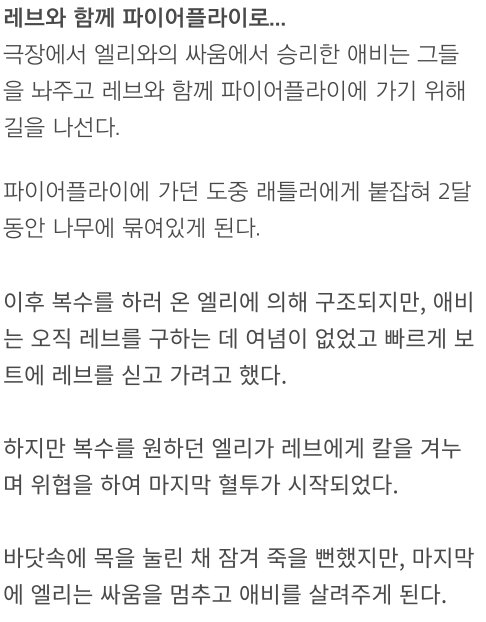 레브와 함께 파이어플라이로...
극장에서 엘리와의 싸움에서 승리한 애비는 그들
을 놔주고 레브와 함께 파이어플라이에 가기 위해
길을 나선다.
파이어플라이에 가던 도중 래틀러에게 붙잡혀 2달
동안 나무에 묶여있게 된다.
이후 복수를 하러 온 엘리에 의해 구조되지만, 애비
는 오직 레브를 구하는 데 여념이 없었고 빠르게 보
트에 레브를 싣고 가려고 했다.
하지만 복수를 원하던 엘리가 레브에게 칼을 겨누
며 위협을 하여 마지막 혈투가 시작되었다.
바닷속에 목을 눌린 채 잠겨 죽을 뻔했지만, 마지막
에 엘리는 싸움을 멈추고 애비를 살려주게 된다.